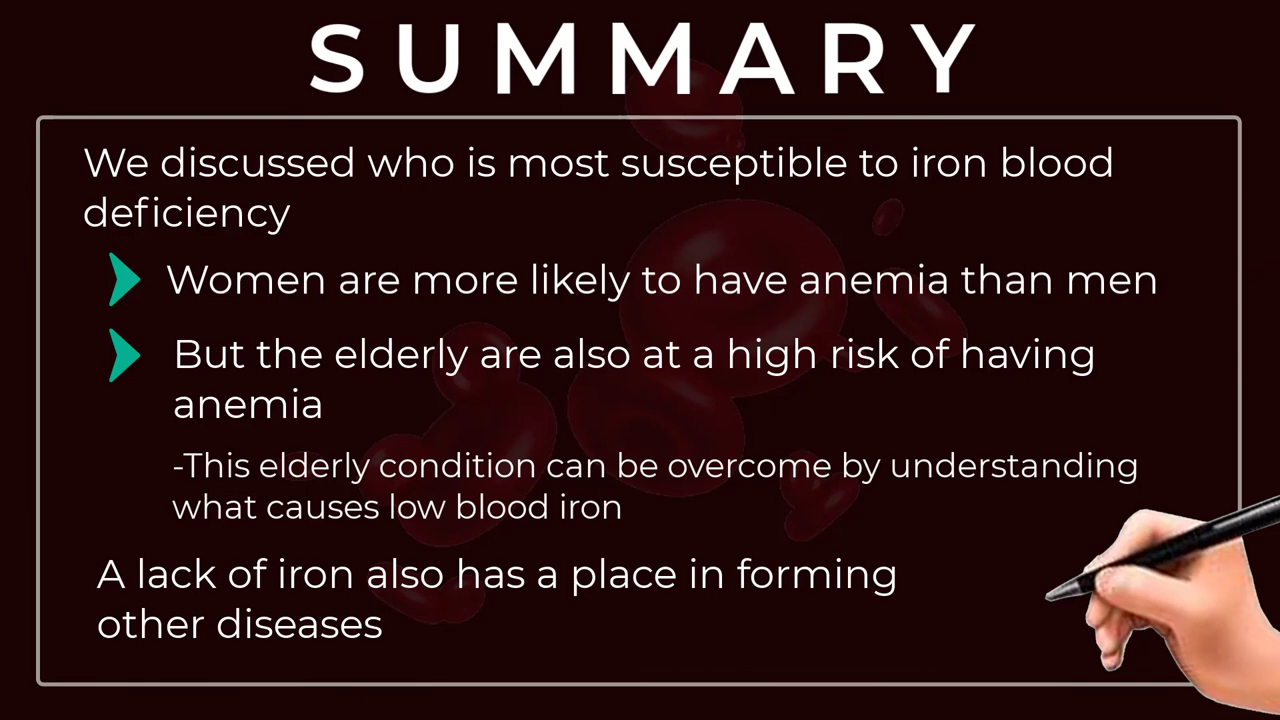 SUMMARY
We discussed who is most susceptible to iron blood
deficiency
Women are more likely to have anemia than men
But the elderly are also at a high risk of having
anemia
-This elderly condition can be overcome by understanding
what causes low blood iron
A lack of iron also has a place in forming
other diseases